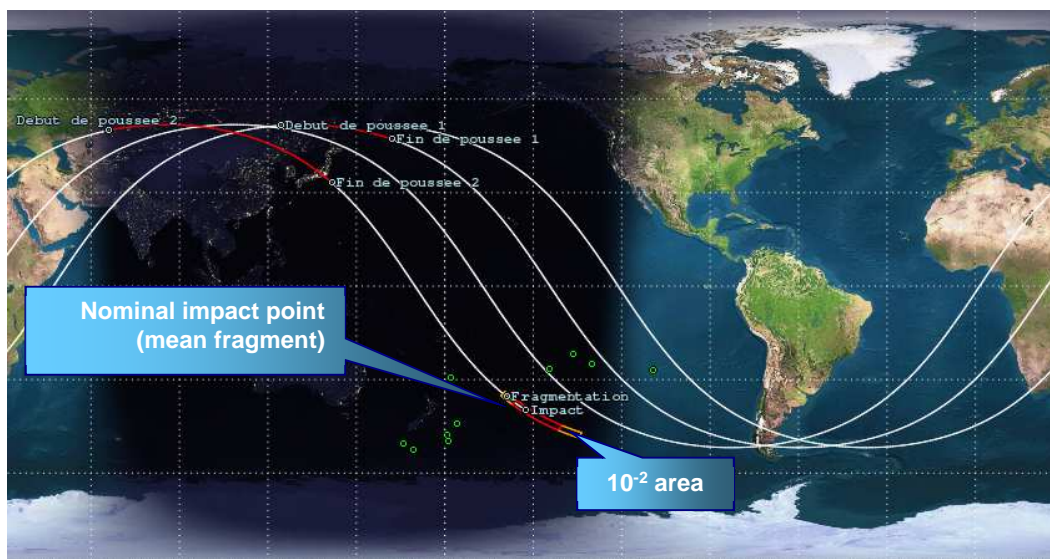 Debut de poussee 2
Debut de poussee 1
Fin de poussee 1
Fin de poussee 2
Nominal impact point
(mean fragment)
Fragmentation
Impact
10⁻² area